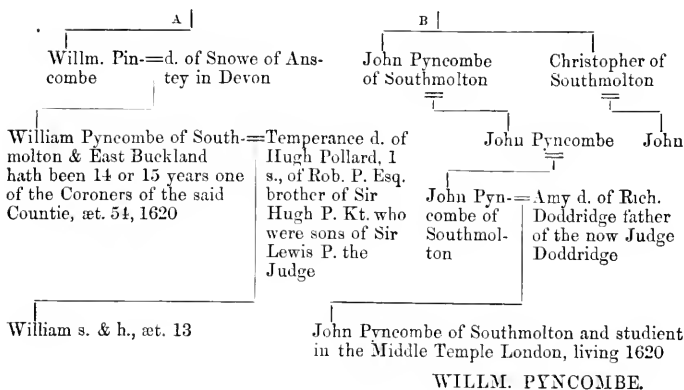 A
B
Willm. Pin-
combe
d. of Snowe of Ans-
tey in Devon
John Pyncombe
of Southmolton
Christopher of
Southmolton
William Pyncombe of South-
molton & East Buckland
hath been 14 or 15 years one
of the Coroners of the said
Countie, æt. 54, 1620
Temperance d. of
Hugh Pollard, 1
s., of Rob. P. Esq.
brother of Sir
Hugh P. Kt. who
were sons of Sir
Lewis P. the
Judge
John Pyncombe
John
John Pyn-
combe of
Southmol-
ton
Amy d. of Rich.
Doddridge father
of the now Judge
Doddridge
William s. & h., æt. 13
John Pyncombe of Southmolton and studient
in the Middle Temple London, living 1620
WILLM. PYNCOMBE.